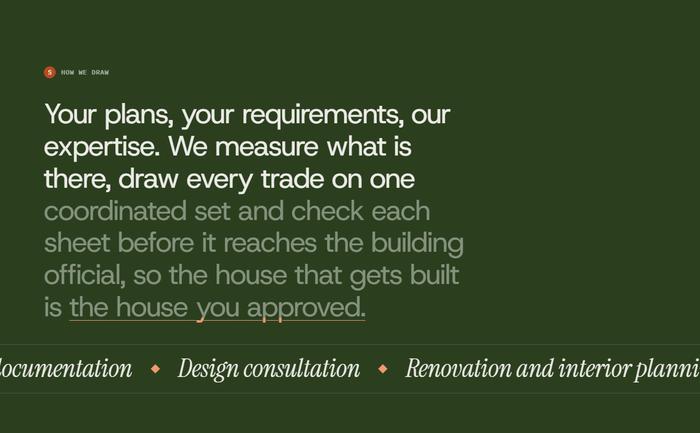 S HOW WE DRAW
Your plans, your requirements, our
expertise. We measure what is
there, draw every trade on one
coordinated set and check each
sheet before it reaches the building
official, so the house that gets built
is the house you approved.
documentation ◆ Design consultation ◆ Renovation and interior planni